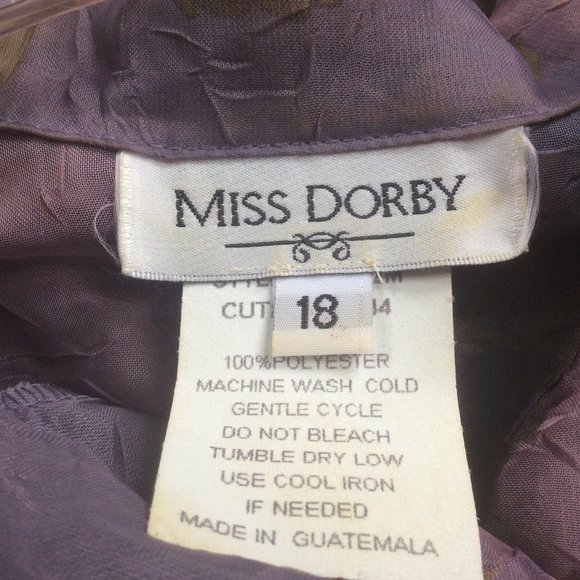 MISS DORBY
CUT
18
100%POLYESTER
MACHINE WASH COLD
GENTLE CYCLE
DO NOT BLEACH
TUMBLE DRY LOW
USE COOL IRON
IF NEEDED
MADE IN GUATEMALA